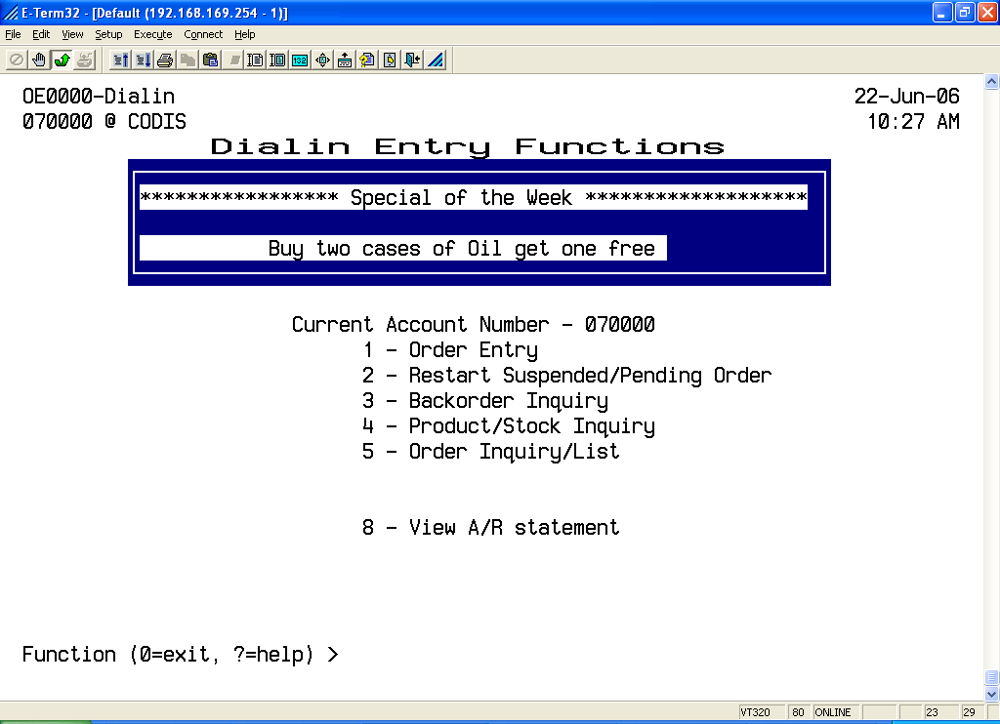 E-Term32 - [Default (192.168.169.254 - 1)]
File Edit View Setup Execute Connect Help
132
OE0000-Dialin 22-Jun-06
070000 @ CODIS 10:27 AM
Dialin Entry Functions
***************** Special of the Week *******************
Buy two cases of Oil get one free
Current Account Number - 070000
1 - Order Entry
2 - Restart Suspended/Pending Order
3 - Backorder Inquiry
4 - Product/Stock Inquiry
5 - Order Inquiry/List
8 - View A/R statement
Function (0=exit, ?=help) >
VT320 80 ONLINE 23 29